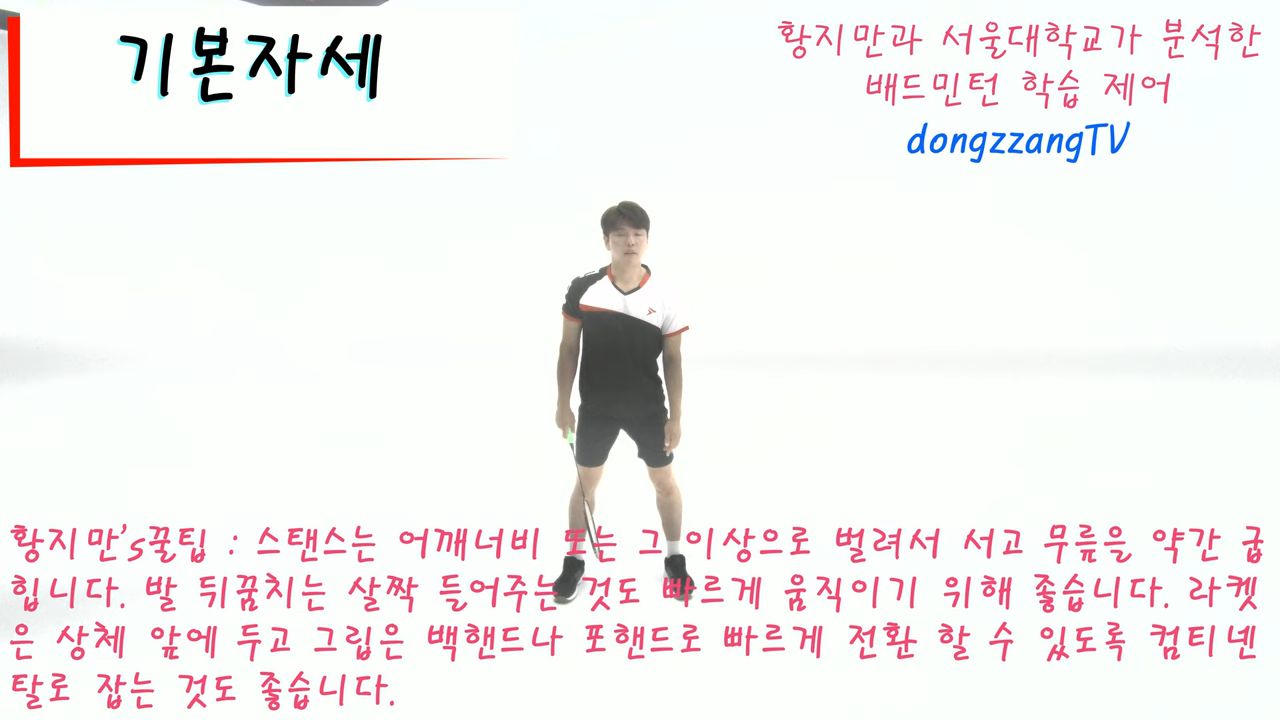 기본자세
황지만과 서울대학교가 분석한
배드민턴 학습 제어
dongzzangTV
황지만's꿀팁 : 스탠스는 어깨너비 또는 그 이상으로 벌려서 서고 무릎을 약간 굽
힙니다. 발 뒤꿈치는 살짝 들어주는 것도 빠르게 움직이기 위해 좋습니다. 라켓
은 상체 앞에 두고 그립은 백핸드나 포핸드로 빠르게 전환 할 수 있도록 컴티넨
탈로 잡는 것도 좋습니다.